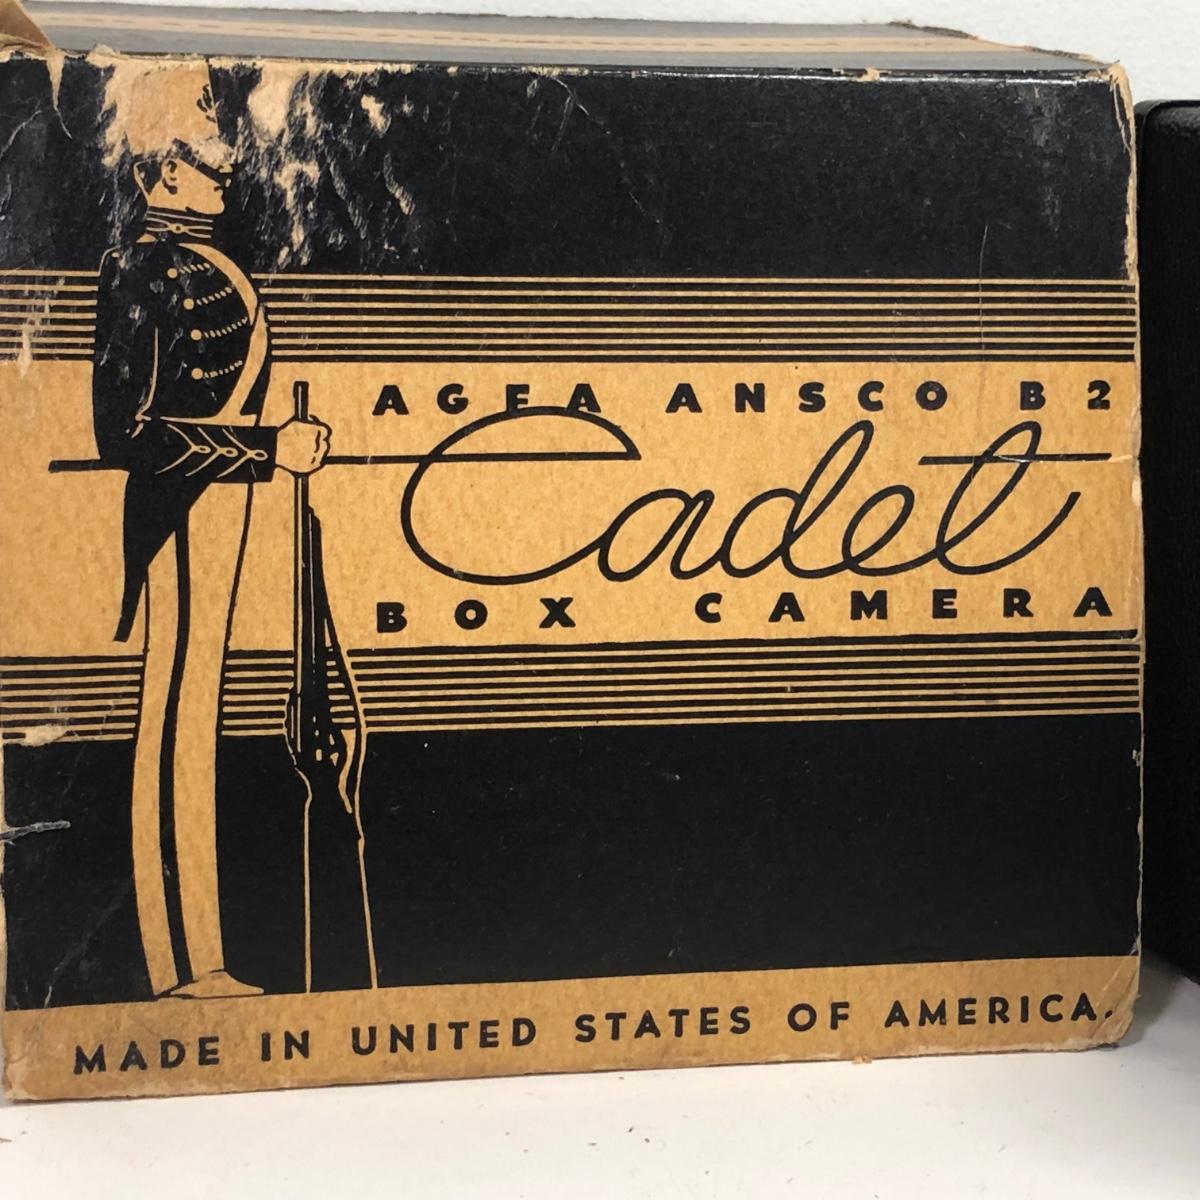 AGFA ANSCO B2
Cadet
BOX CAMERA
MADE IN UNITED STATES OF AMERICA.